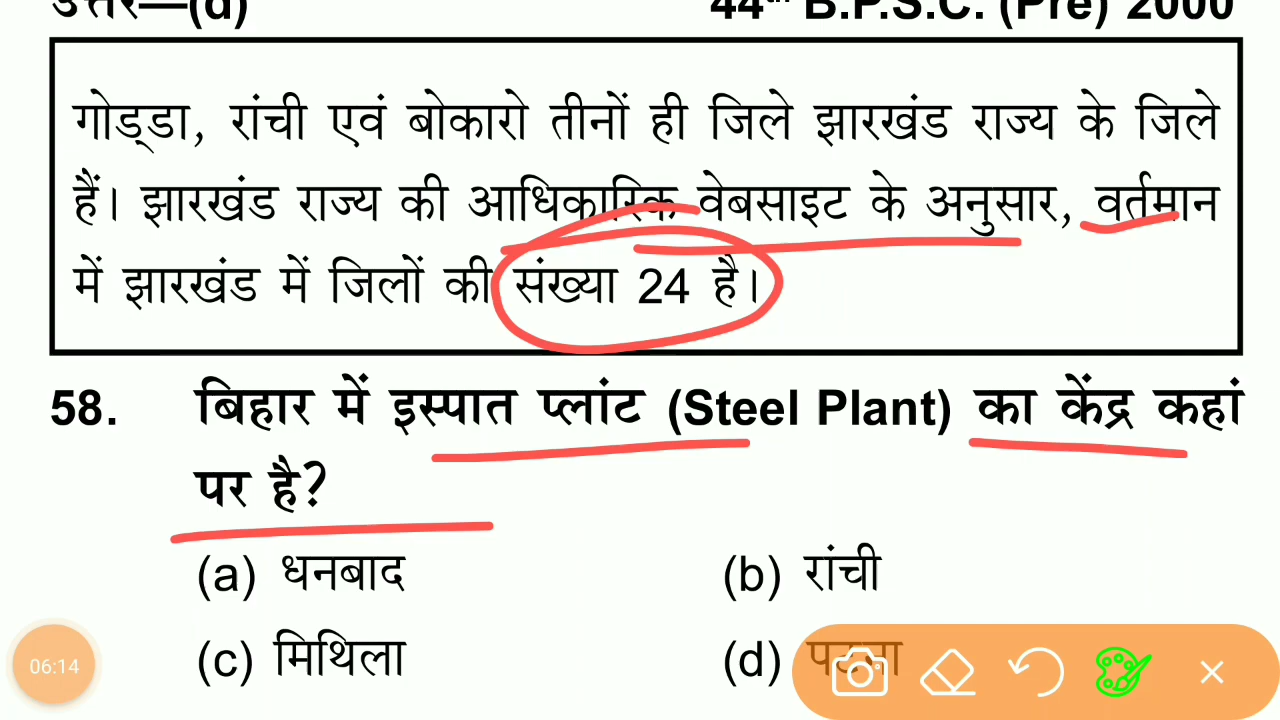 उत्तर—(d) 44th B.P.S.C. (Pre) 2000
गोड्डा, रांची एवं बोकारो तीनों ही जिले झारखंड राज्य के जिले
हैं। झारखंड राज्य की आधिकारिक वेबसाइट के अनुसार, वर्तमान
में झारखंड में जिलों की संख्या 24 है।
58. बिहार में इस्पात प्लांट (Steel Plant) का केंद्र कहां
पर है?
(a) धनबाद (b) रांची
(c) मिथिला (d) पटना
06:14